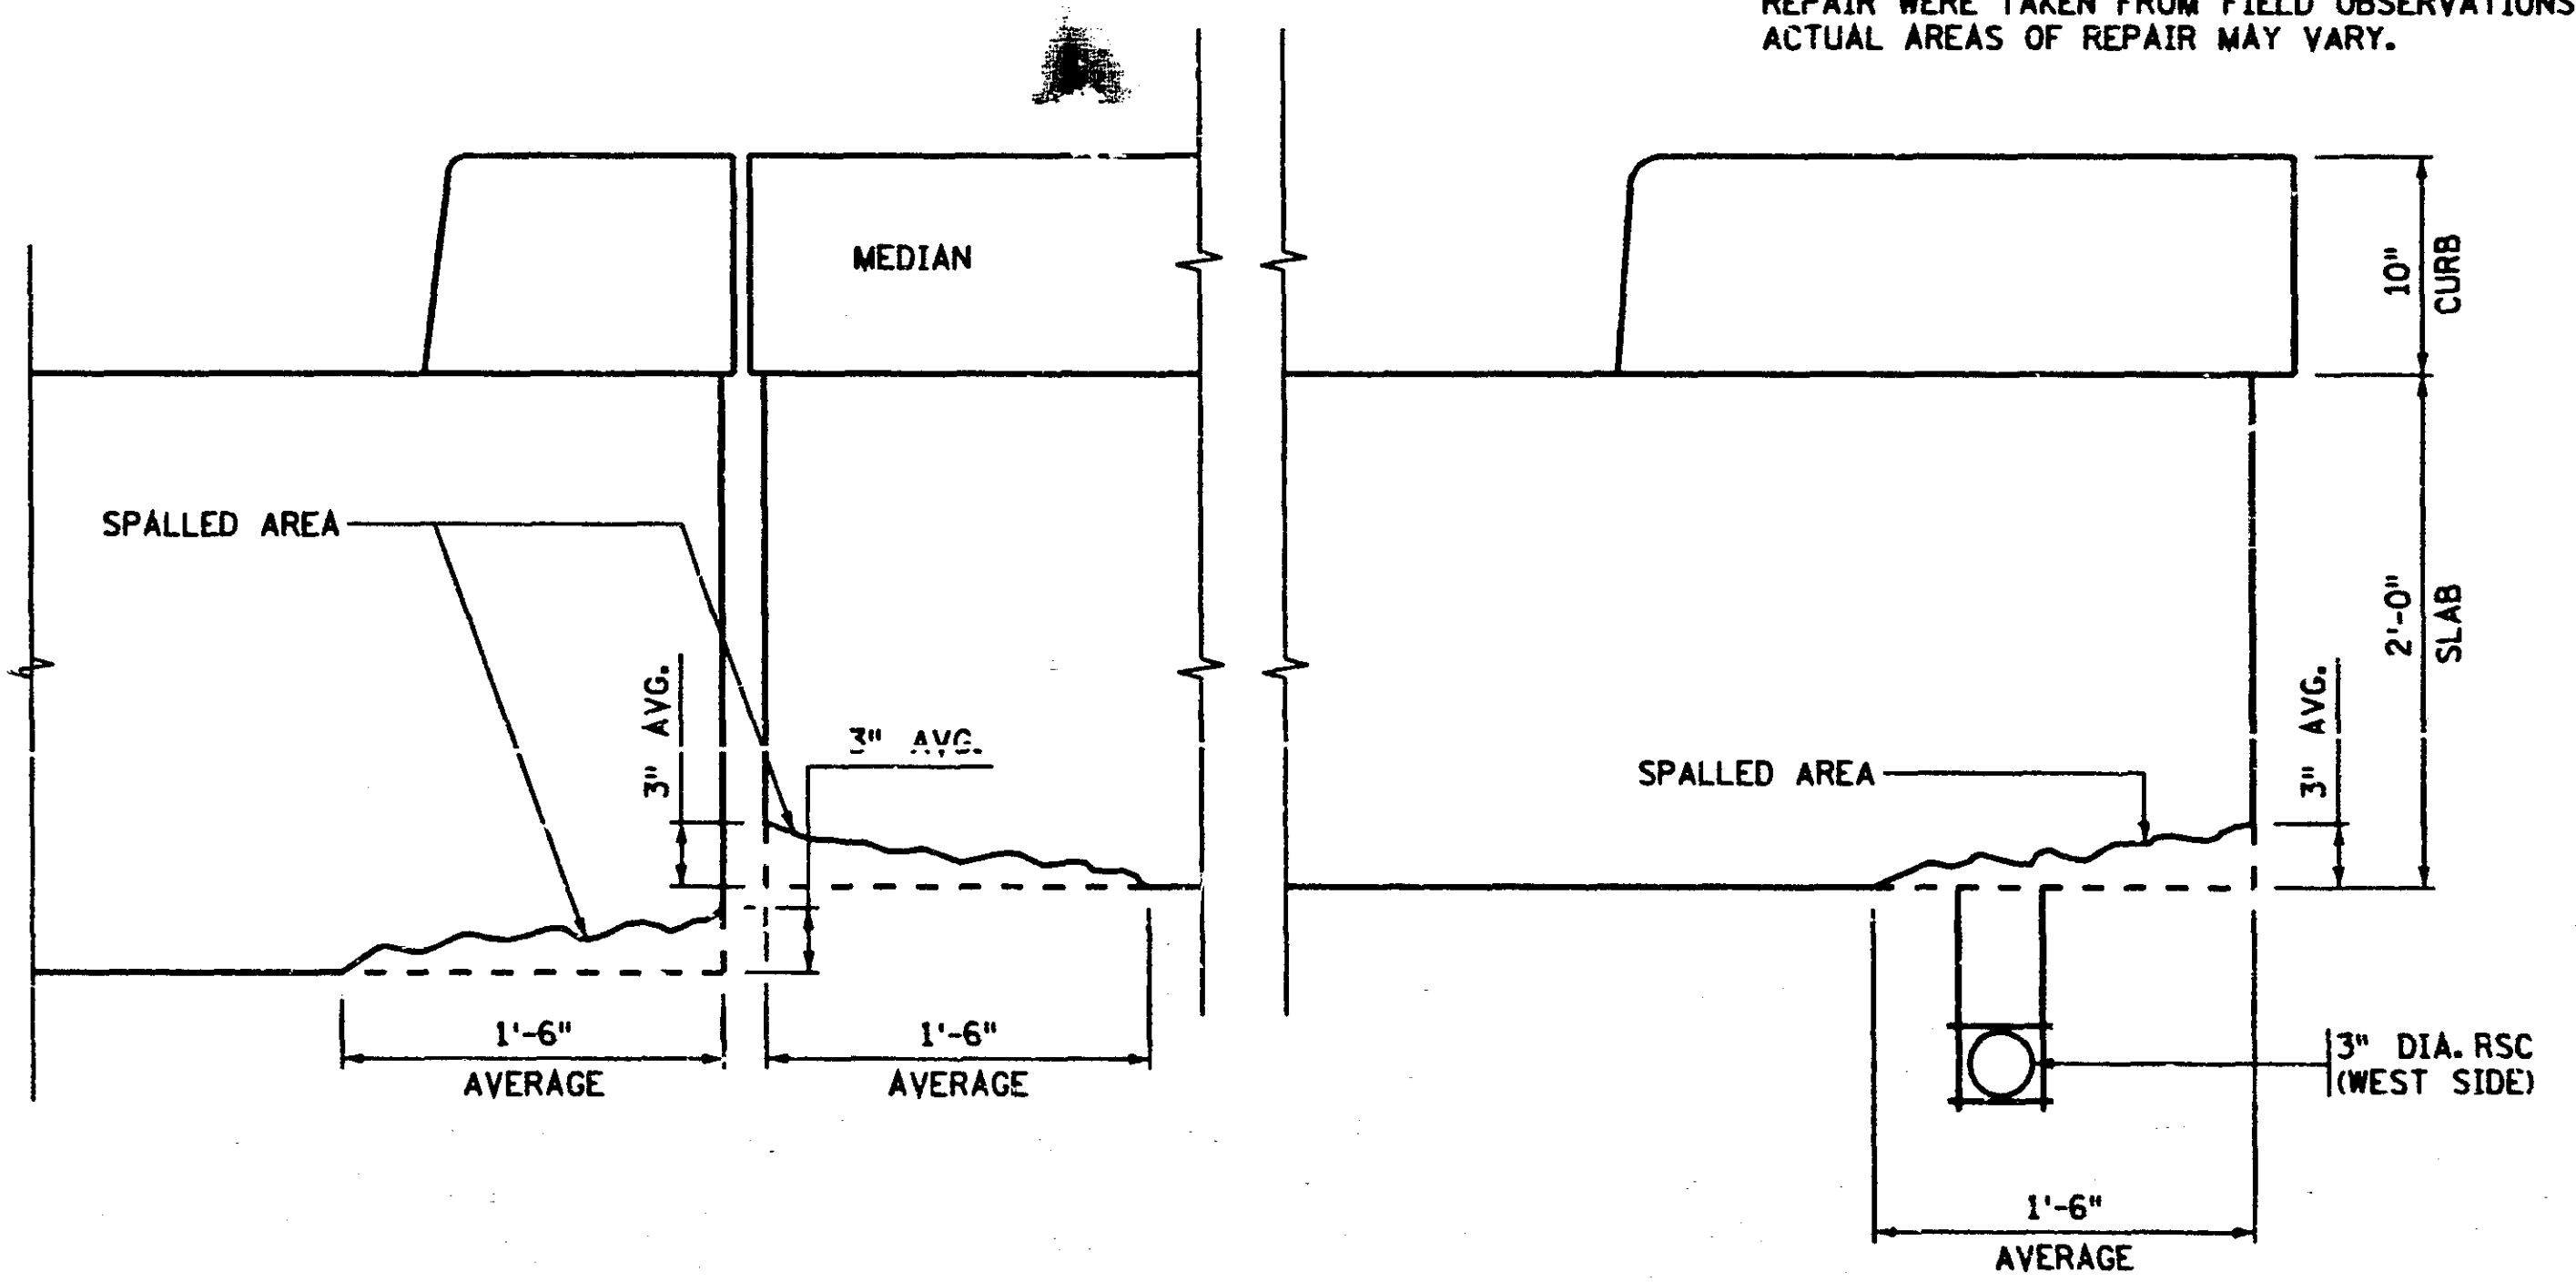 REPAIR WERE TAKEN FROM FIELD OBSERVATIONS
ACTUAL AREAS OF REPAIR MAY VARY.
MEDIAN
10"
CURB
SPALLED AREA
2'-0"
SLAB
3" AVG.
3" AVG.
SPALLED AREA
3" AVG.
1'-6"
AVERAGE
1'-6"
AVERAGE
3" DIA. RSC
(WEST SIDE)
1'-6"
AVERAGE